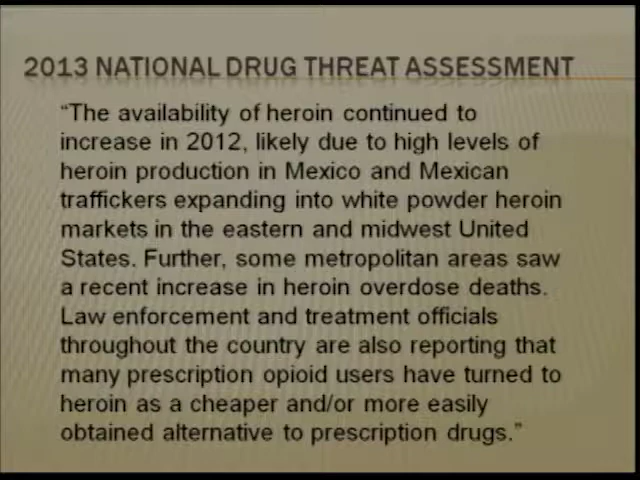 2013 NATIONAL DRUG THREAT ASSESSMENT
“The availability of heroin continued to
increase in 2012, likely due to high levels of
heroin production in Mexico and Mexican
traffickers expanding into white powder heroin
markets in the eastern and midwest United
States. Further, some metropolitan areas saw
a recent increase in heroin overdose deaths.
Law enforcement and treatment officials
throughout the country are also reporting that
many prescription opioid users have turned to
heroin as a cheaper and/or more easily
obtained alternative to prescription drugs.”